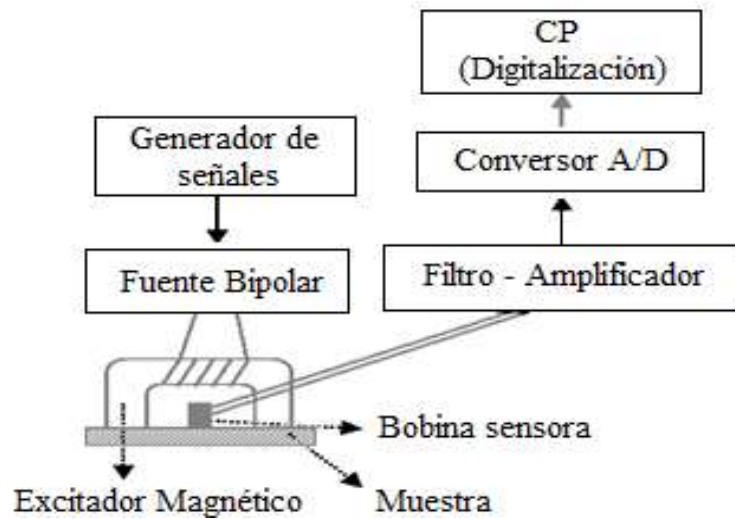 CP
(Digitalización)
Generador de
señales
Conversor A/D
Fuente Bipolar
Filtro - Amplificador
Bobina sensora
Excitador Magnético
Muestra